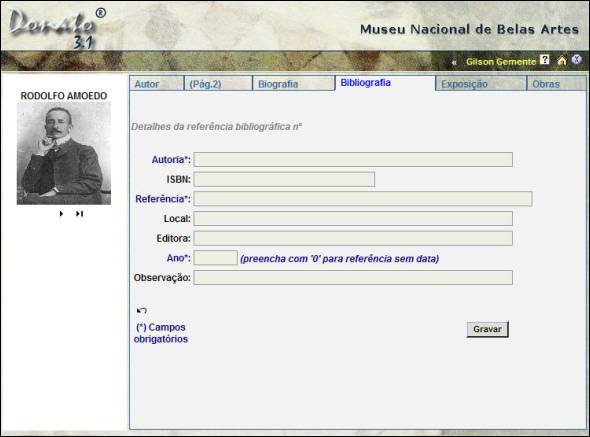 Donato®
3.1
Museu Nacional de Belas Artes
« Gilson Gemente ?
RODOLFO AMOEDO
Autor (Pág.2) Biografia Bibliografia Exposição Obras
Detalhes da referência bibliográfica nº
Autoria*:
ISBN:
Referência*:
Local:
Editora:
Ano*: (preencha com '0' para referência sem data)
Observação:
(*) Campos
obrigatórios
Gravar